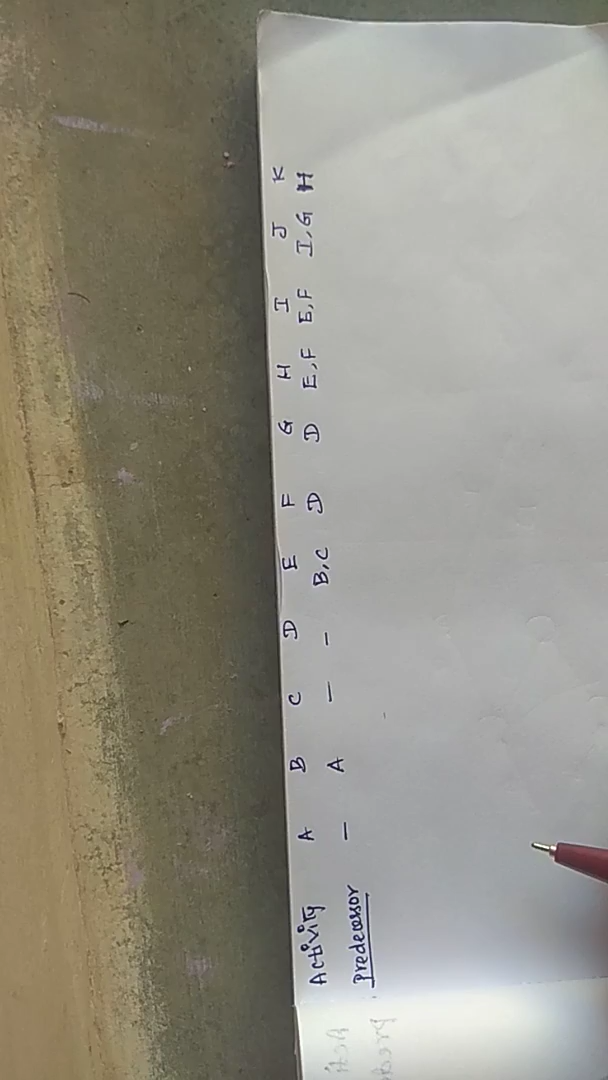 Activity A B C D E F G H I J K
Predecessor - A - - B,C D D E,F E,F I,G H